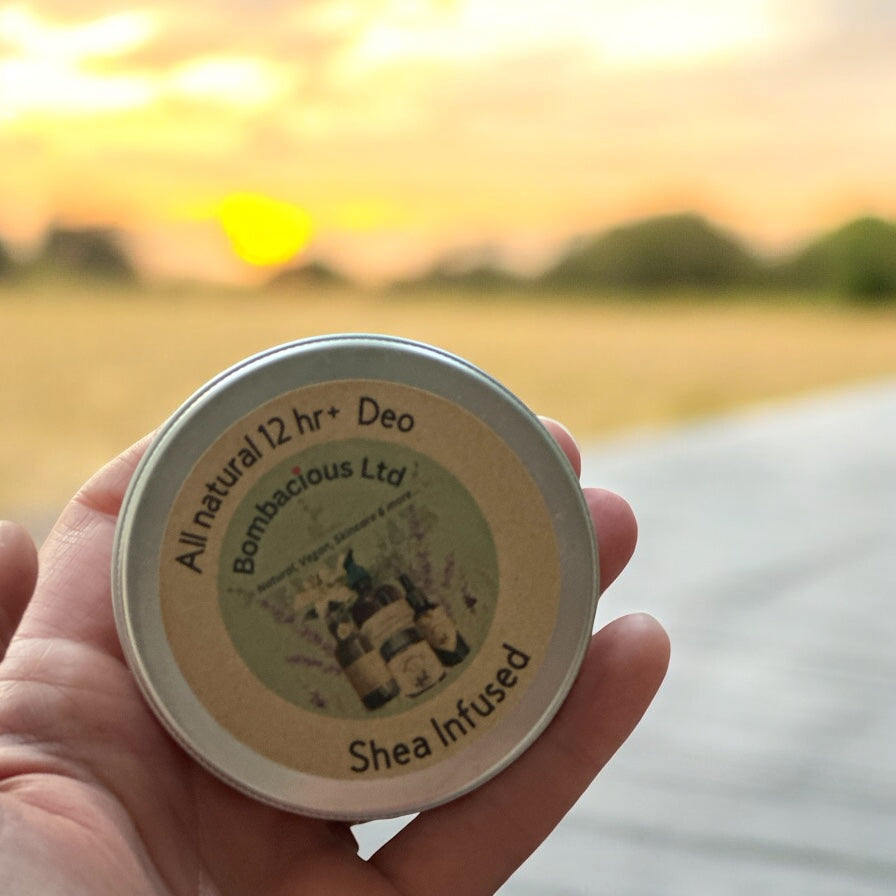 All natural 12 hr+ Deo
Bombacious Ltd
Natural, Vegan, Skincare & more
Shea Infused